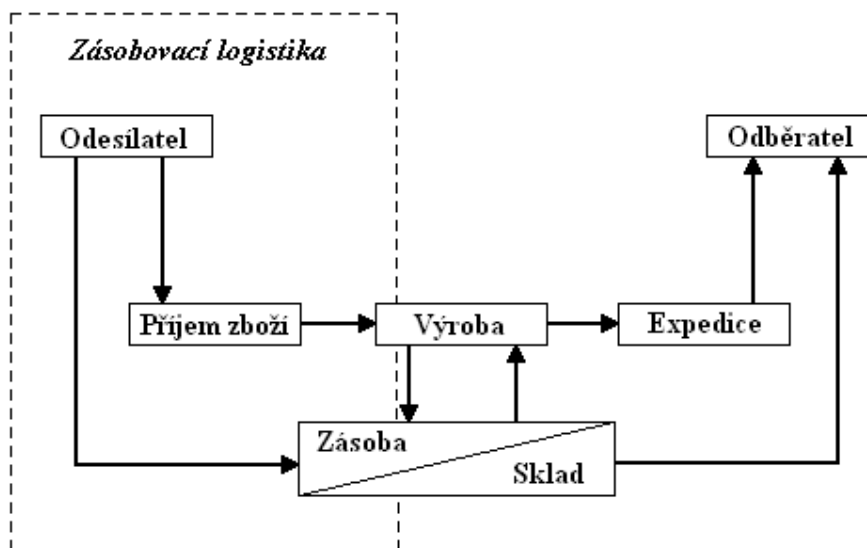 Zásobovací logistika
Odesílatel
Odběratel
Příjem zboží
Výroba
Expedice
Zásoba
Sklad